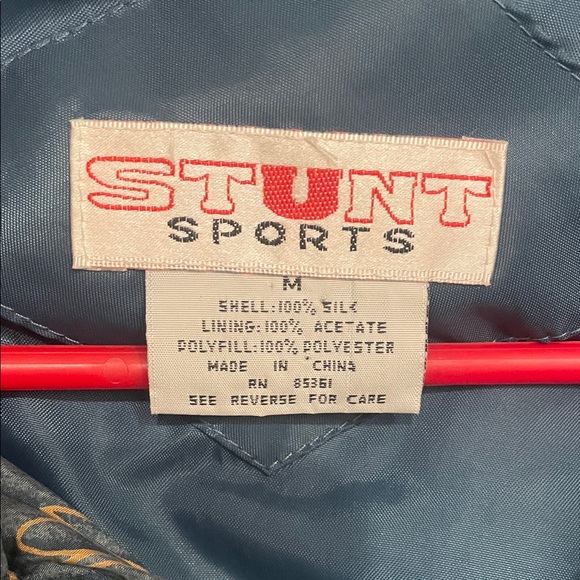 STUNT
SPORTS
M
SHELL:100% SILK
LINING:100% ACETATE
POLYFILL:100% POLYESTER
MADE IN CHINA
RN 85361
SEE REVERSE FOR CARE